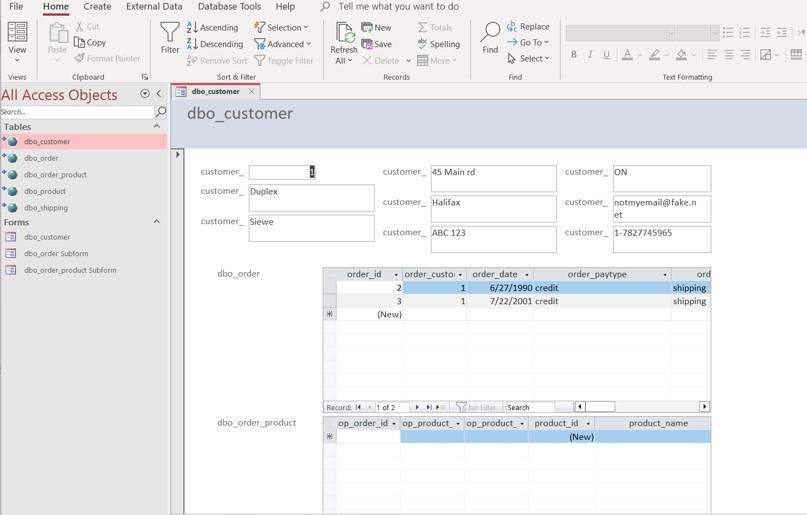 File Home Create External Data Database Tools Help Tell me what you want to do
View
Views
Paste
Cut
Copy
Format Painter
Clipboard
Filter
Ascending
Descending
Remove Sort
Selection
Advanced
Toggle Filter
Sort & Filter
Refresh
All
New
Save
Delete
Totals
Spelling
More
Records
Find
Replace
Go To
Select
Find
B I U A
Text Formatting
All Access Objects
Search...
Tables
dbo_customer
dbo_order
dbo_order_product
dbo_product
dbo_shipping
Forms
dbo_customer
dbo_order Subform
dbo_order_product Subform
dbo_customer
dbo_customer
customer_ 1 customer_ 45 Main rd customer_ ON
customer_ Duplex customer_ Halifax customer_ notmyemail@fake.n
et
customer_ Siewe customer_ ABC 123 customer_ 1-7827745965
dbo_order
order_id order_custo order_date order_paytype ord
2 1 6/27/1990 credit shipping
3 1 7/22/2001 credit shipping
(New)
Record: 1 of 2 No Filter Search
dbo_order_product
op_order_id op_product_ op_product_ product_id product_name
(New)